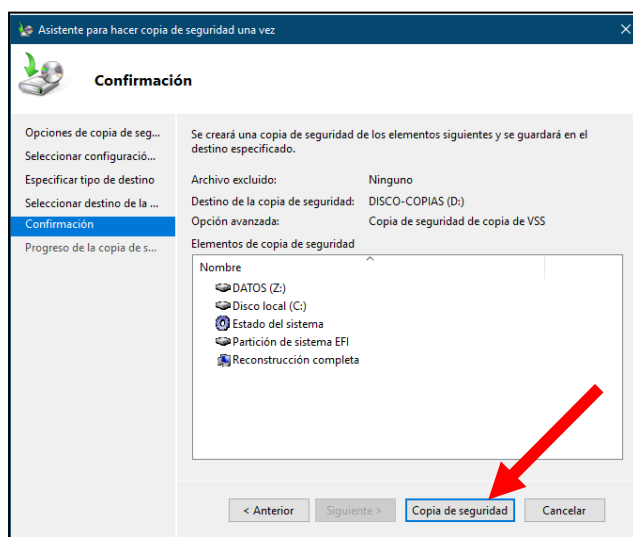 Asistente para hacer copia de seguridad una vez
Confirmación
Opciones de copia de seg...
Seleccionar configuració...
Especificar tipo de destino
Seleccionar destino de la ...
Confirmación
Progreso de la copia de s...
Se creará una copia de seguridad de los elementos siguientes y se guardará en el
destino especificado.
Archivo excluido: Ninguno
Destino de la copia de seguridad: DISCO-COPIAS (D:)
Opción avanzada: Copia de seguridad de copia de VSS
Elementos de copia de seguridad
Nombre
DATOS (Z:)
Disco local (C:)
Estado del sistema
Partición de sistema EFI
Reconstrucción completa
< Anterior Siguiente > Copia de seguridad Cancelar